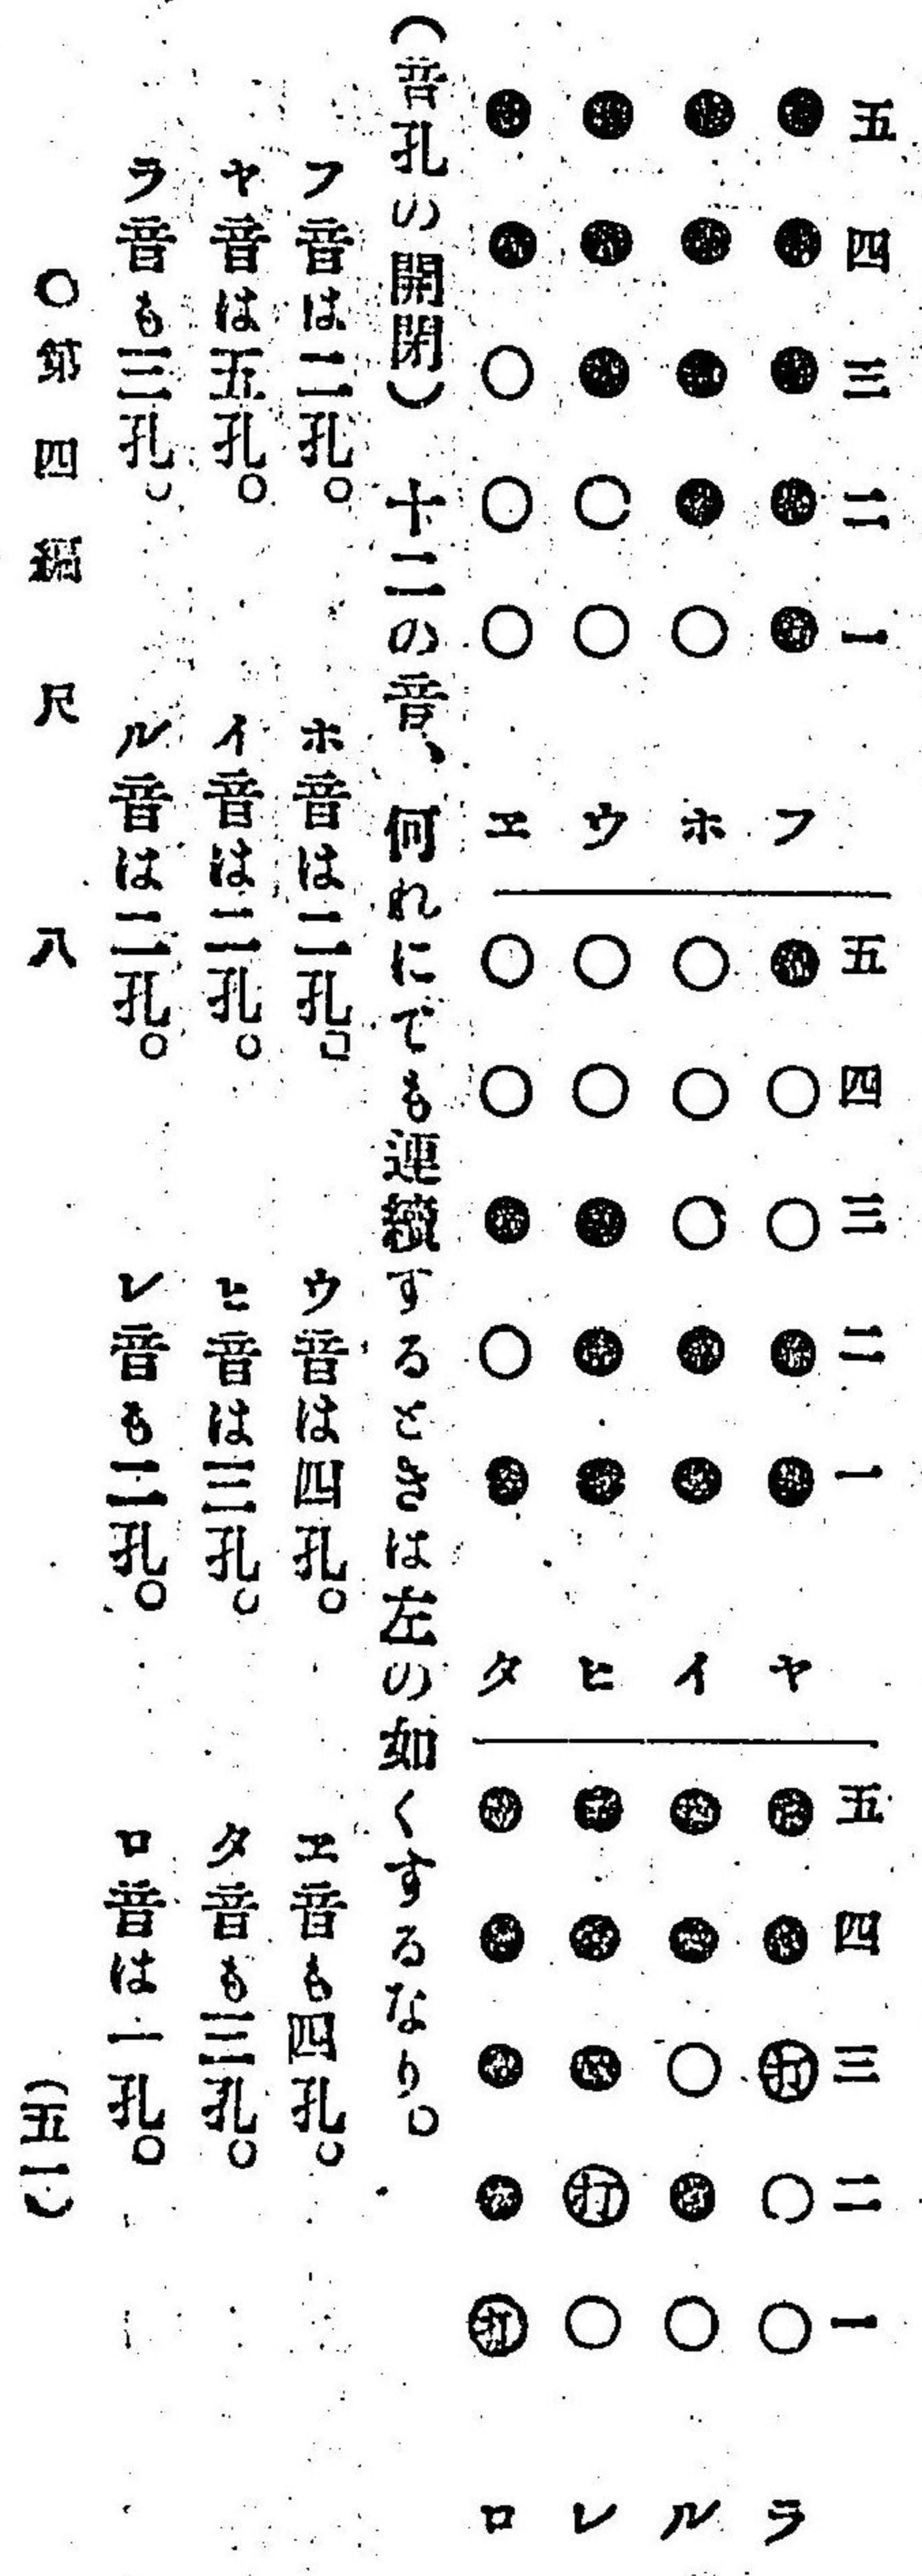 五 四 三 二 一 五 四 三 二 一 五 四 三 二 一
フ ヤ 打 ラ
ホ イ ル
ウ ヒ 打 レ
ヱ タ 打 ロ
（音孔の開閉）　十二の音、何れにでも連續するときは左の如くするなり。
フ音は二孔。　ホ音は二孔。　ウ音は四孔。　ヱ音も四孔。
ヤ音は五孔。　イ音は二孔。　ヒ音は三孔。　タ音も三孔。
ラ音も三孔。　ル音は二孔。　レ音も二孔。　ロ音は一孔。
○第四編　尺八　（五一）